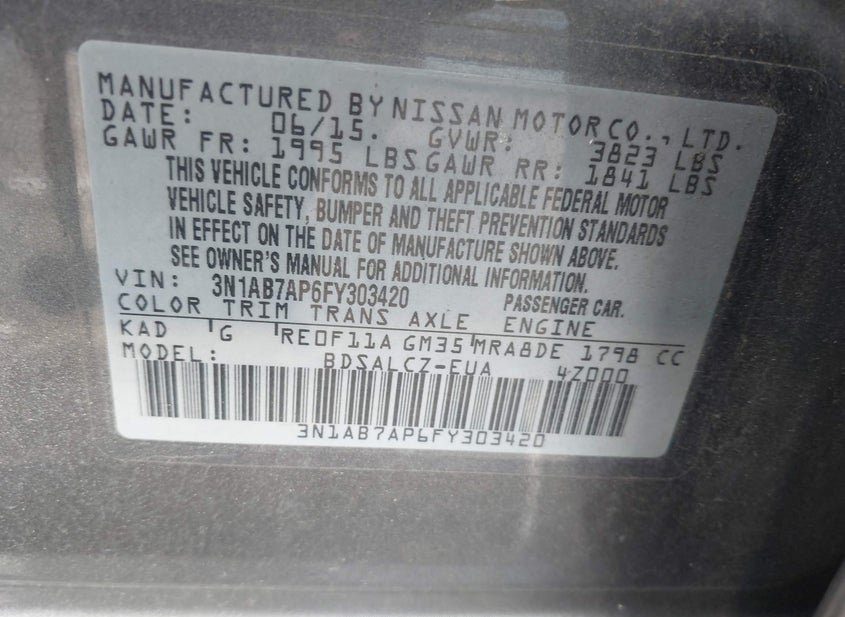 MANUFACTURED BY NISSAN MOTOR CO., LTD.
DATE: 06/15. GVWR: 3823 LBS
GAWR FR: 1995 LBS GAWR RR: 1841 LBS
THIS VEHICLE CONFORMS TO ALL APPLICABLE FEDERAL MOTOR
VEHICLE SAFETY, BUMPER AND THEFT PREVENTION STANDARDS
IN EFFECT ON THE DATE OF MANUFACTURE SHOWN ABOVE.
SEE OWNER'S MANUAL FOR ADDITIONAL INFORMATION.
VIN: 3N1AB7AP6FY303420 PASSENGER CAR.
COLOR TRIM TRANS AXLE ENGINE
KAD G RE0F11A GM35 MRA8DE 1798 CC
MODEL: BDSALCZ-EUA 4Z000
3N1AB7AP6FY303420